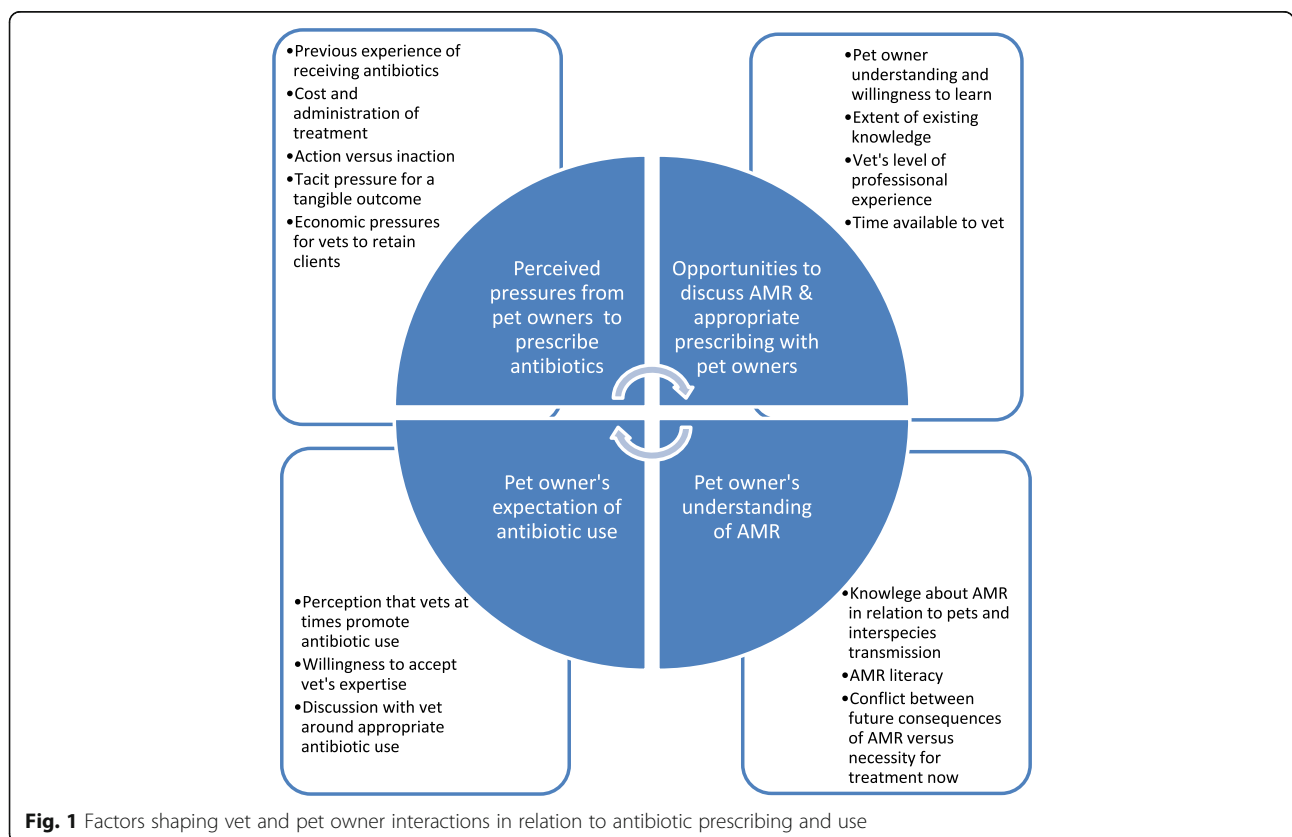 •Previous experience of
receiving antibiotics
•Cost and
administration of
treatment
•Action versus inaction
•Tacit pressure for a
tangible outcome
•Economic pressures
for vets to retain
clients
•Pet owner
understanding and
willingness to learn
•Extent of existing
knowledge
•Vet's level of
professisonal
experience
•Time available to vet
Perceived
pressures from
pet owners to
prescribe
antibiotics
Opportunities to
discuss AMR &
appropriate
prescribing with
pet owners
Pet owner's
expectation of
antibiotic use
Pet owner's
understanding
of AMR
•Perception that vets at
times promote
antibiotic use
•Willingness to accept
vet's expertise
•Discussion with vet
around appropriate
antibiotic use
•Knowlege about AMR
in relation to pets and
interspecies
transmission
•AMR literacy
•Conflict between
future consequences
of AMR versus
necessity for
treatment now
Fig. 1 Factors shaping vet and pet owner interactions in relation to antibiotic prescribing and use